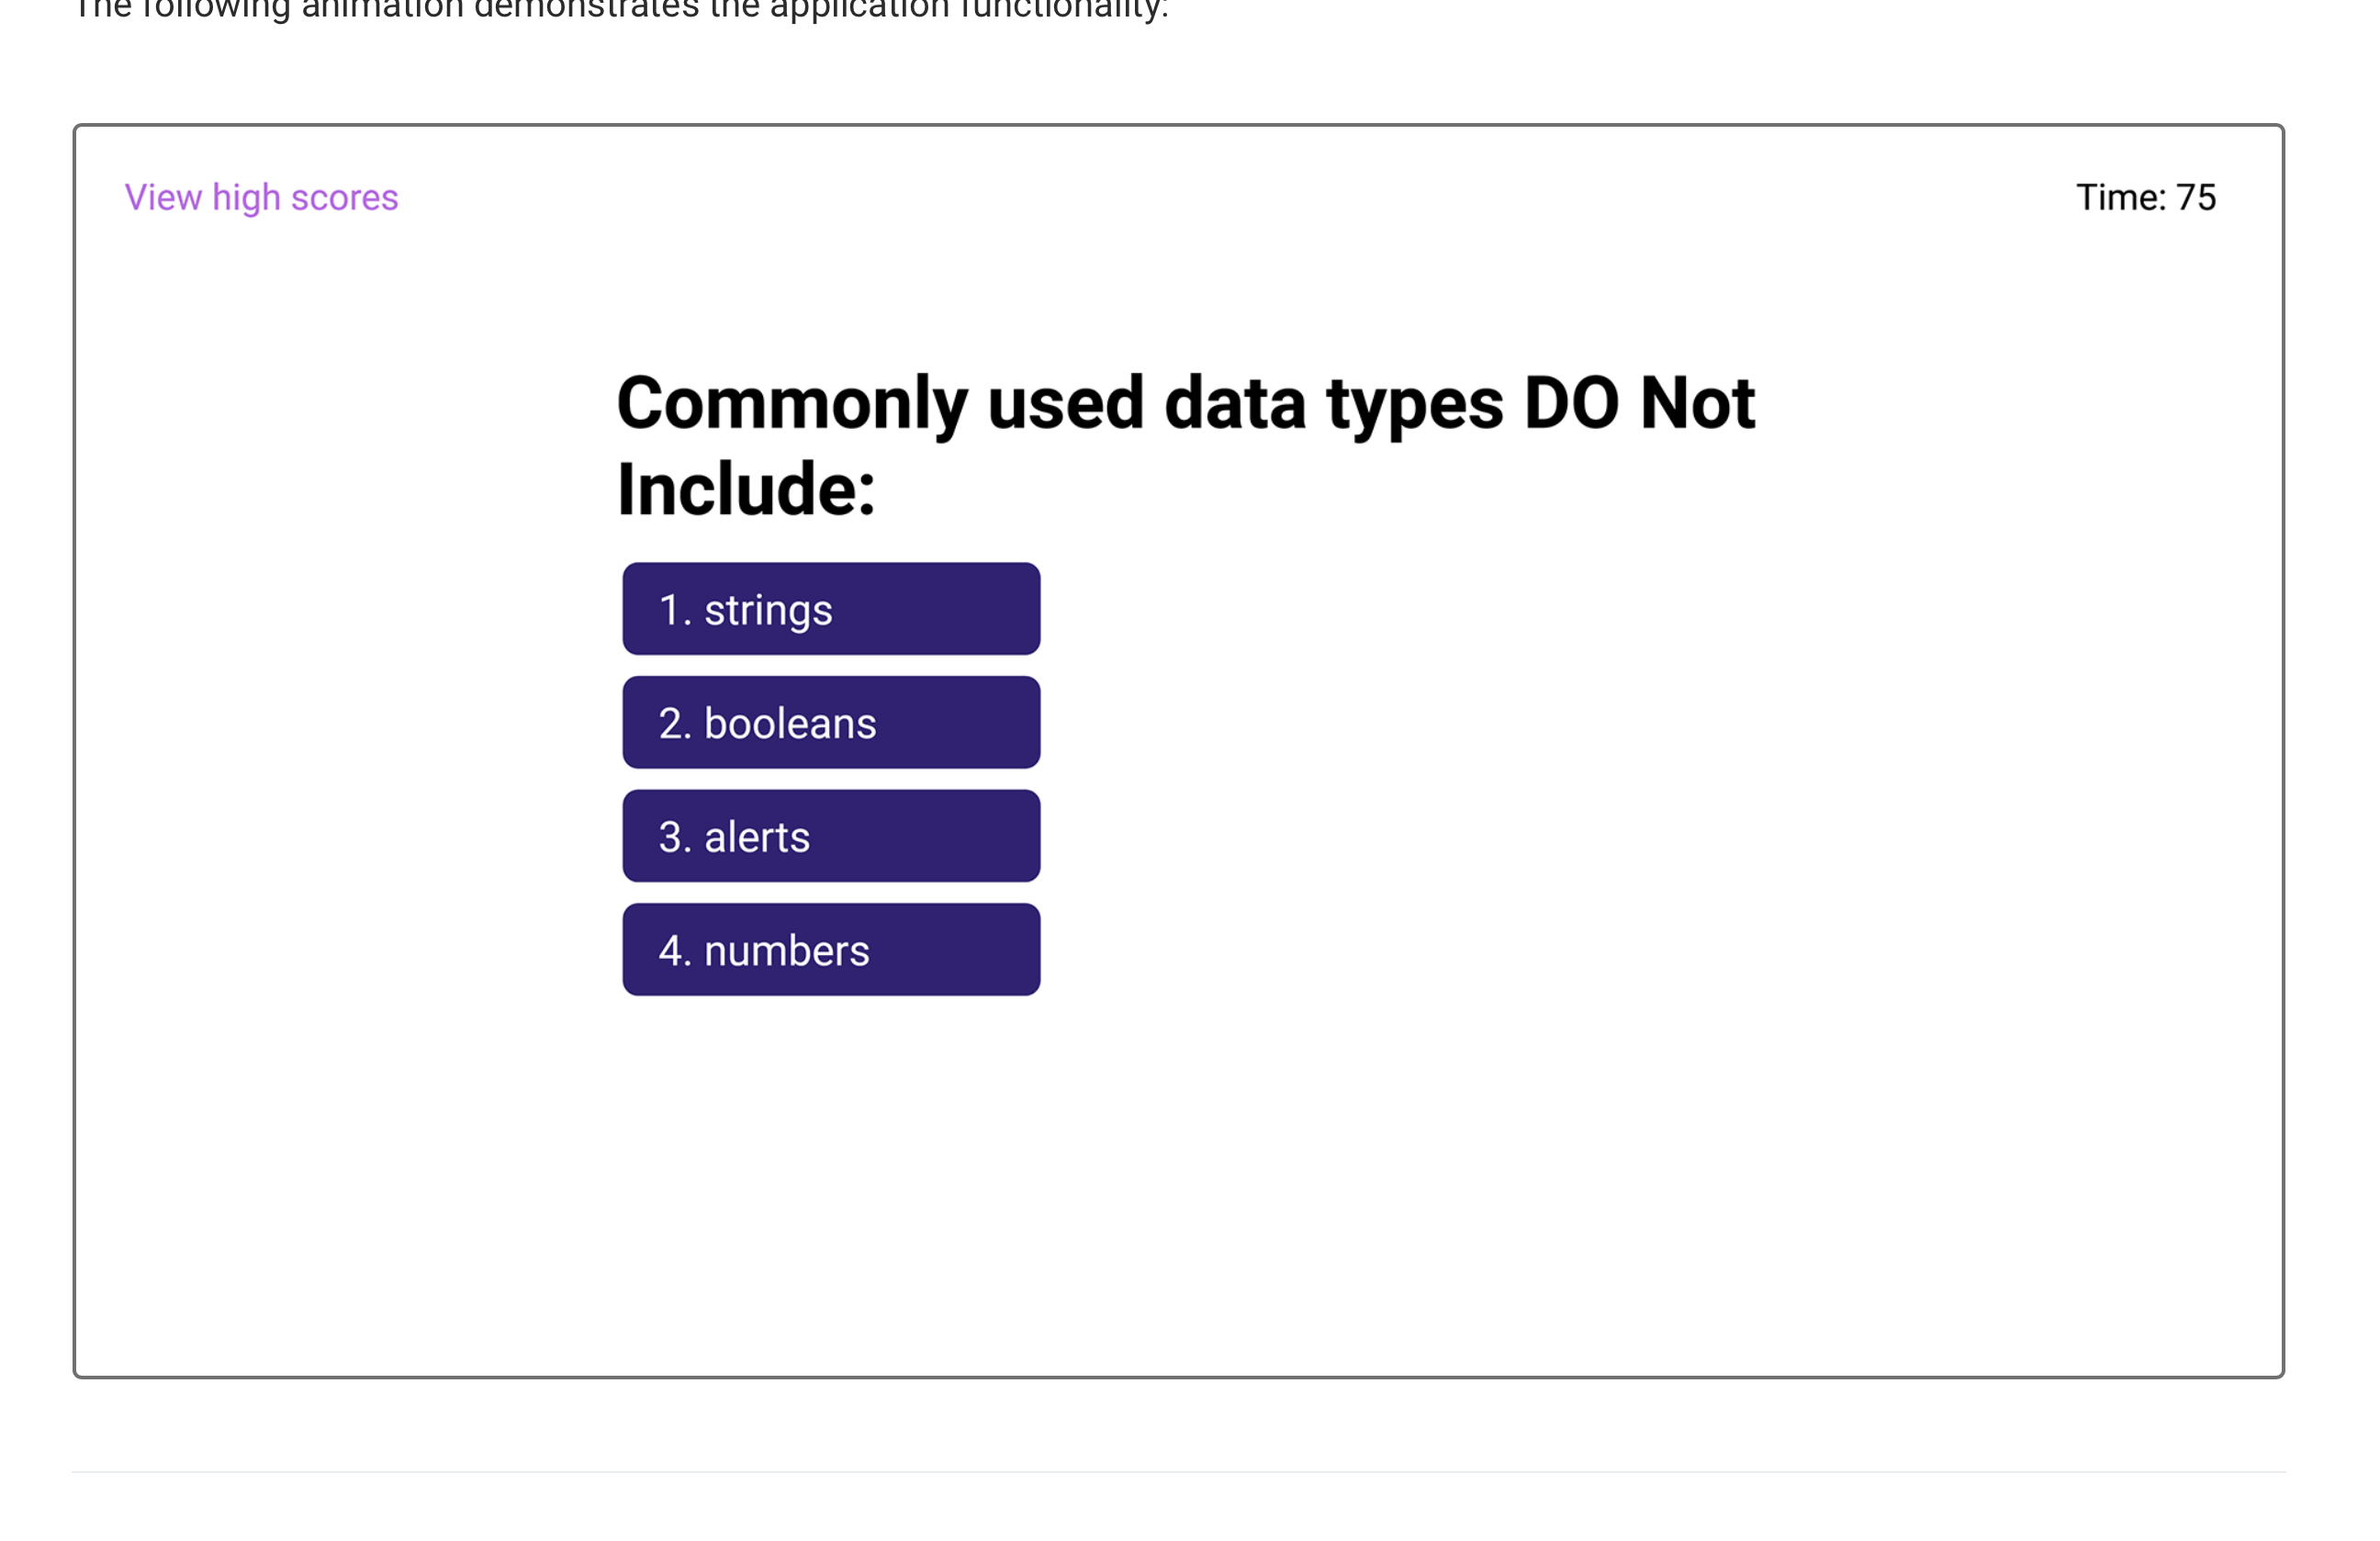 The following animation demonstrates the application functionality:
View high scores
Time: 75
Commonly used data types DO Not
Include:
1. strings
2. booleans
3. alerts
4. numbers